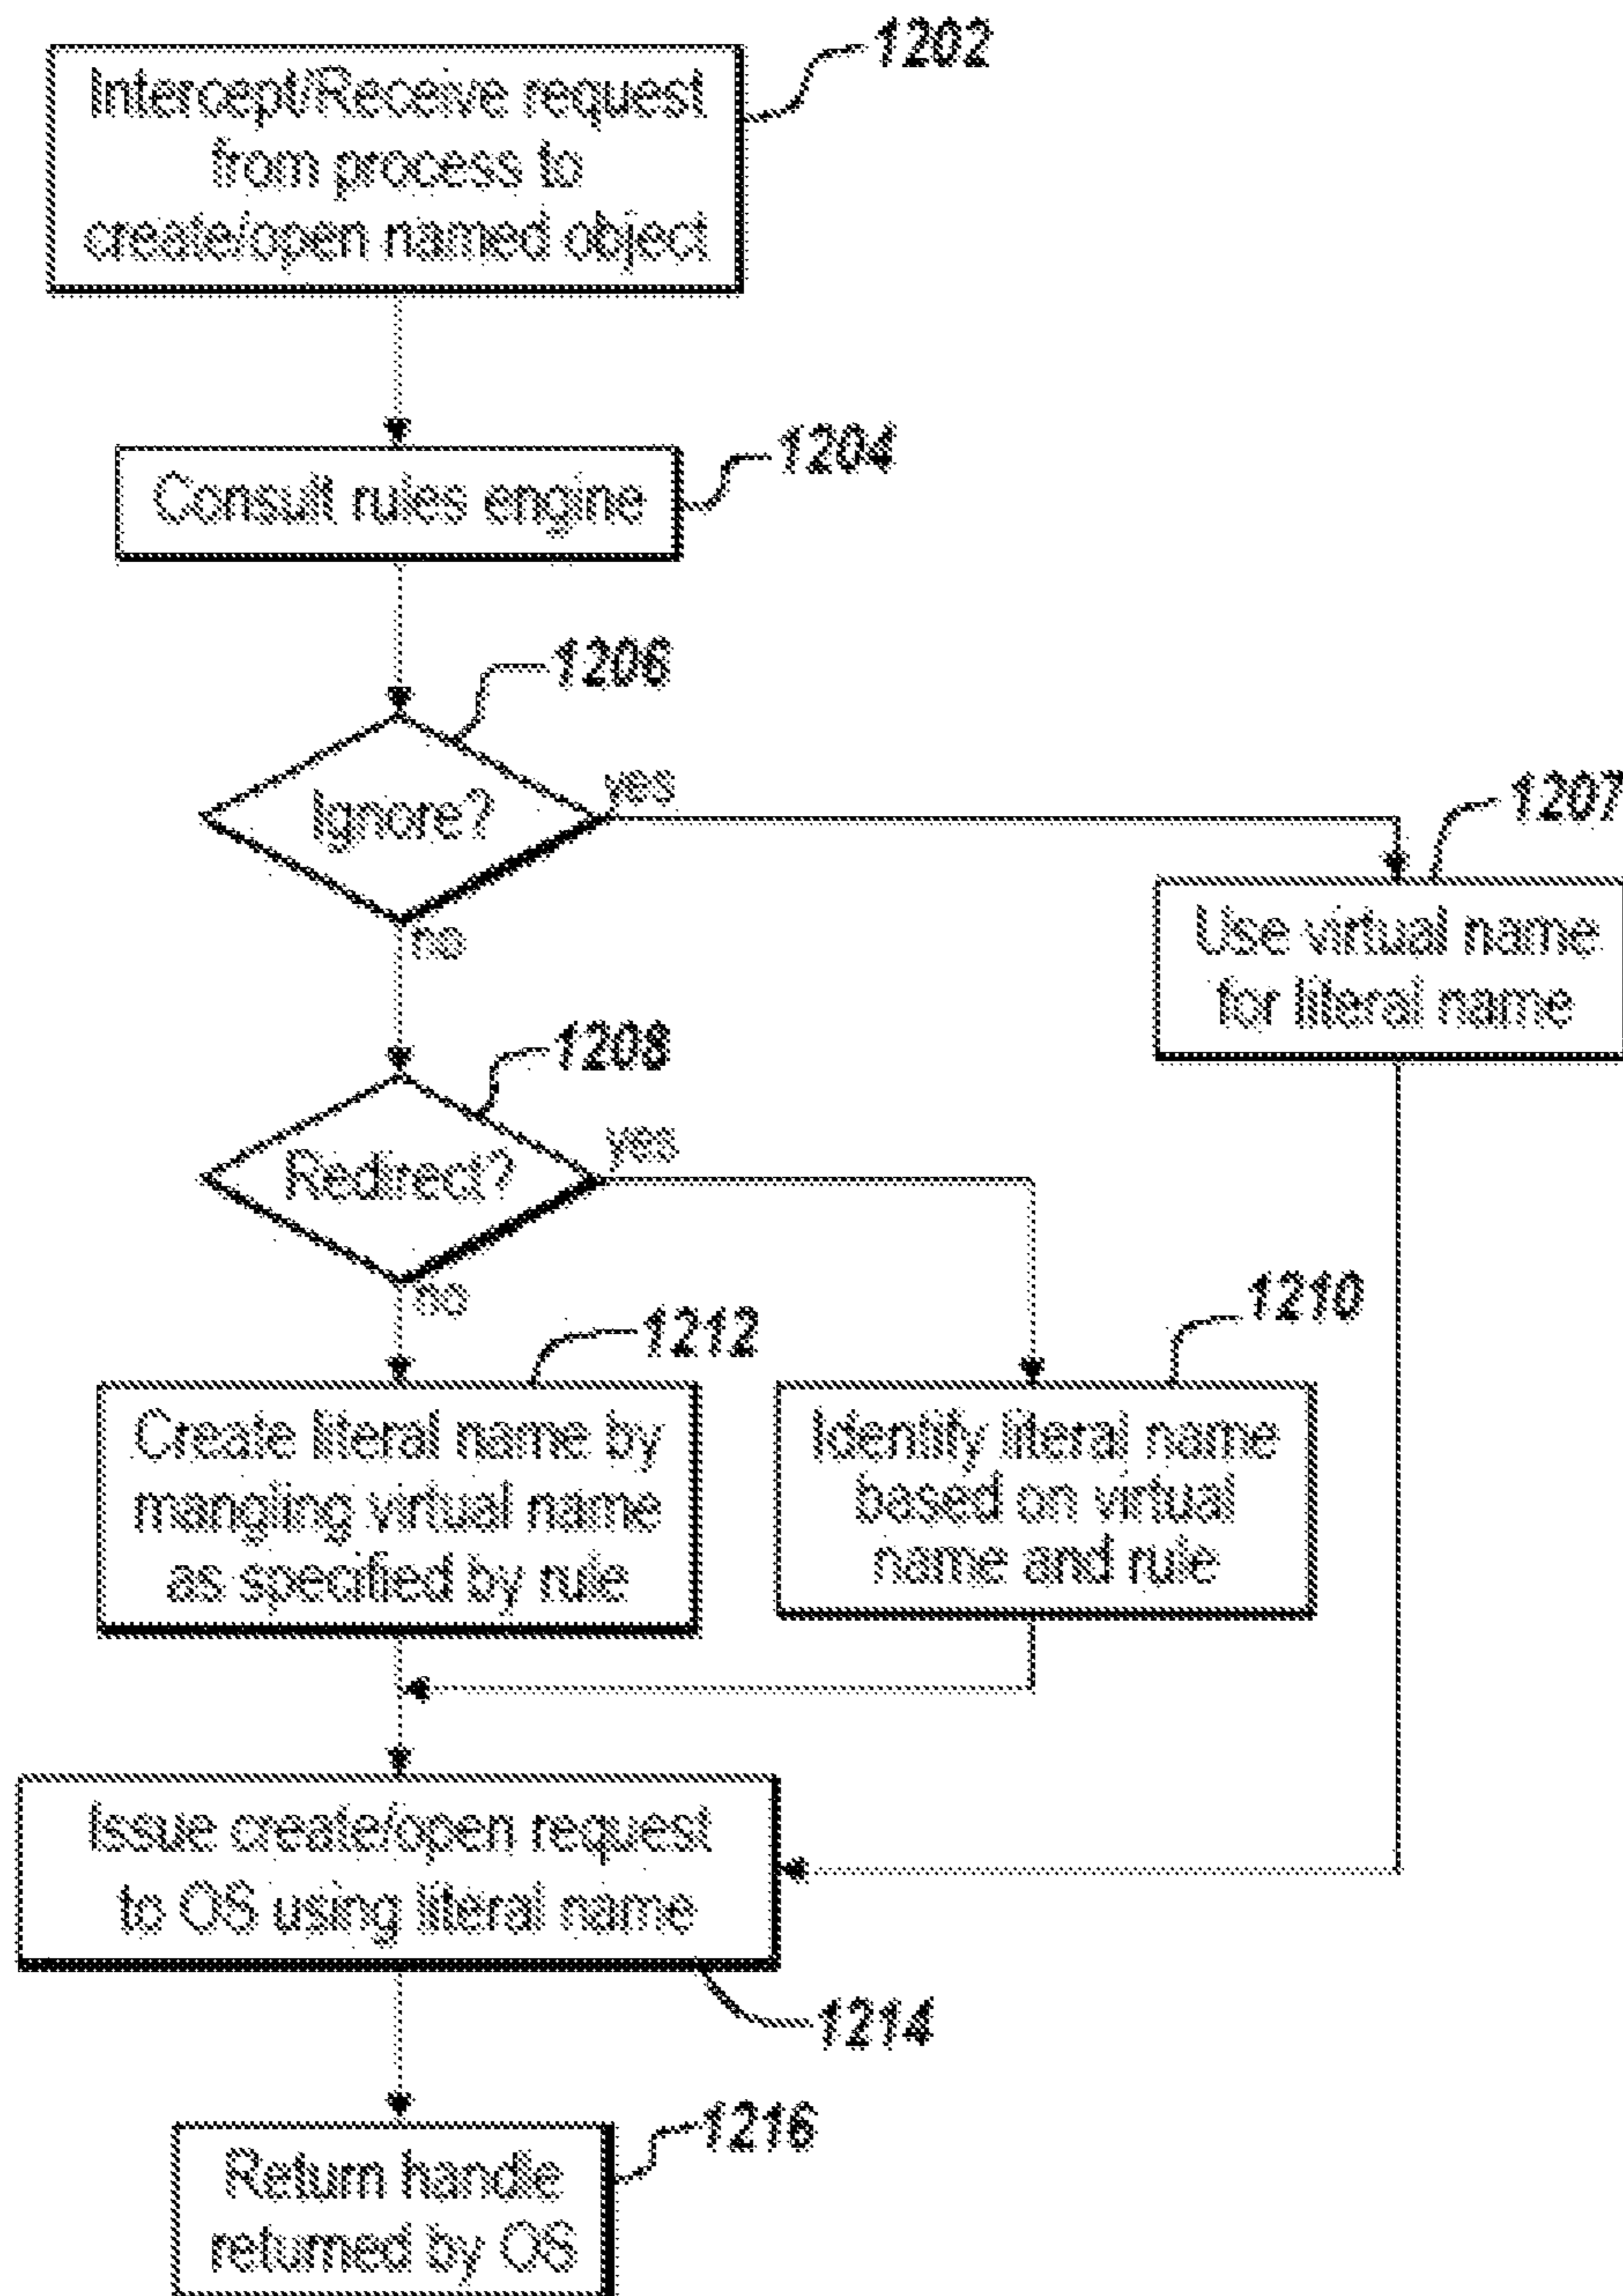 1202
Intercept/Receive request
from process to
create/open named object
1204
Consult rules engine
1206
Ignore?
yes
no
1207
Use virtual name
for literal name
1208
Redirect?
yes
no
1212
Create literal name by
mangling virtual name
as specified by rule
1210
Identify literal name
based on virtual
name and rule
Issue create/open request
to OS using literal name
1214
1216
Return handle
returned by OS